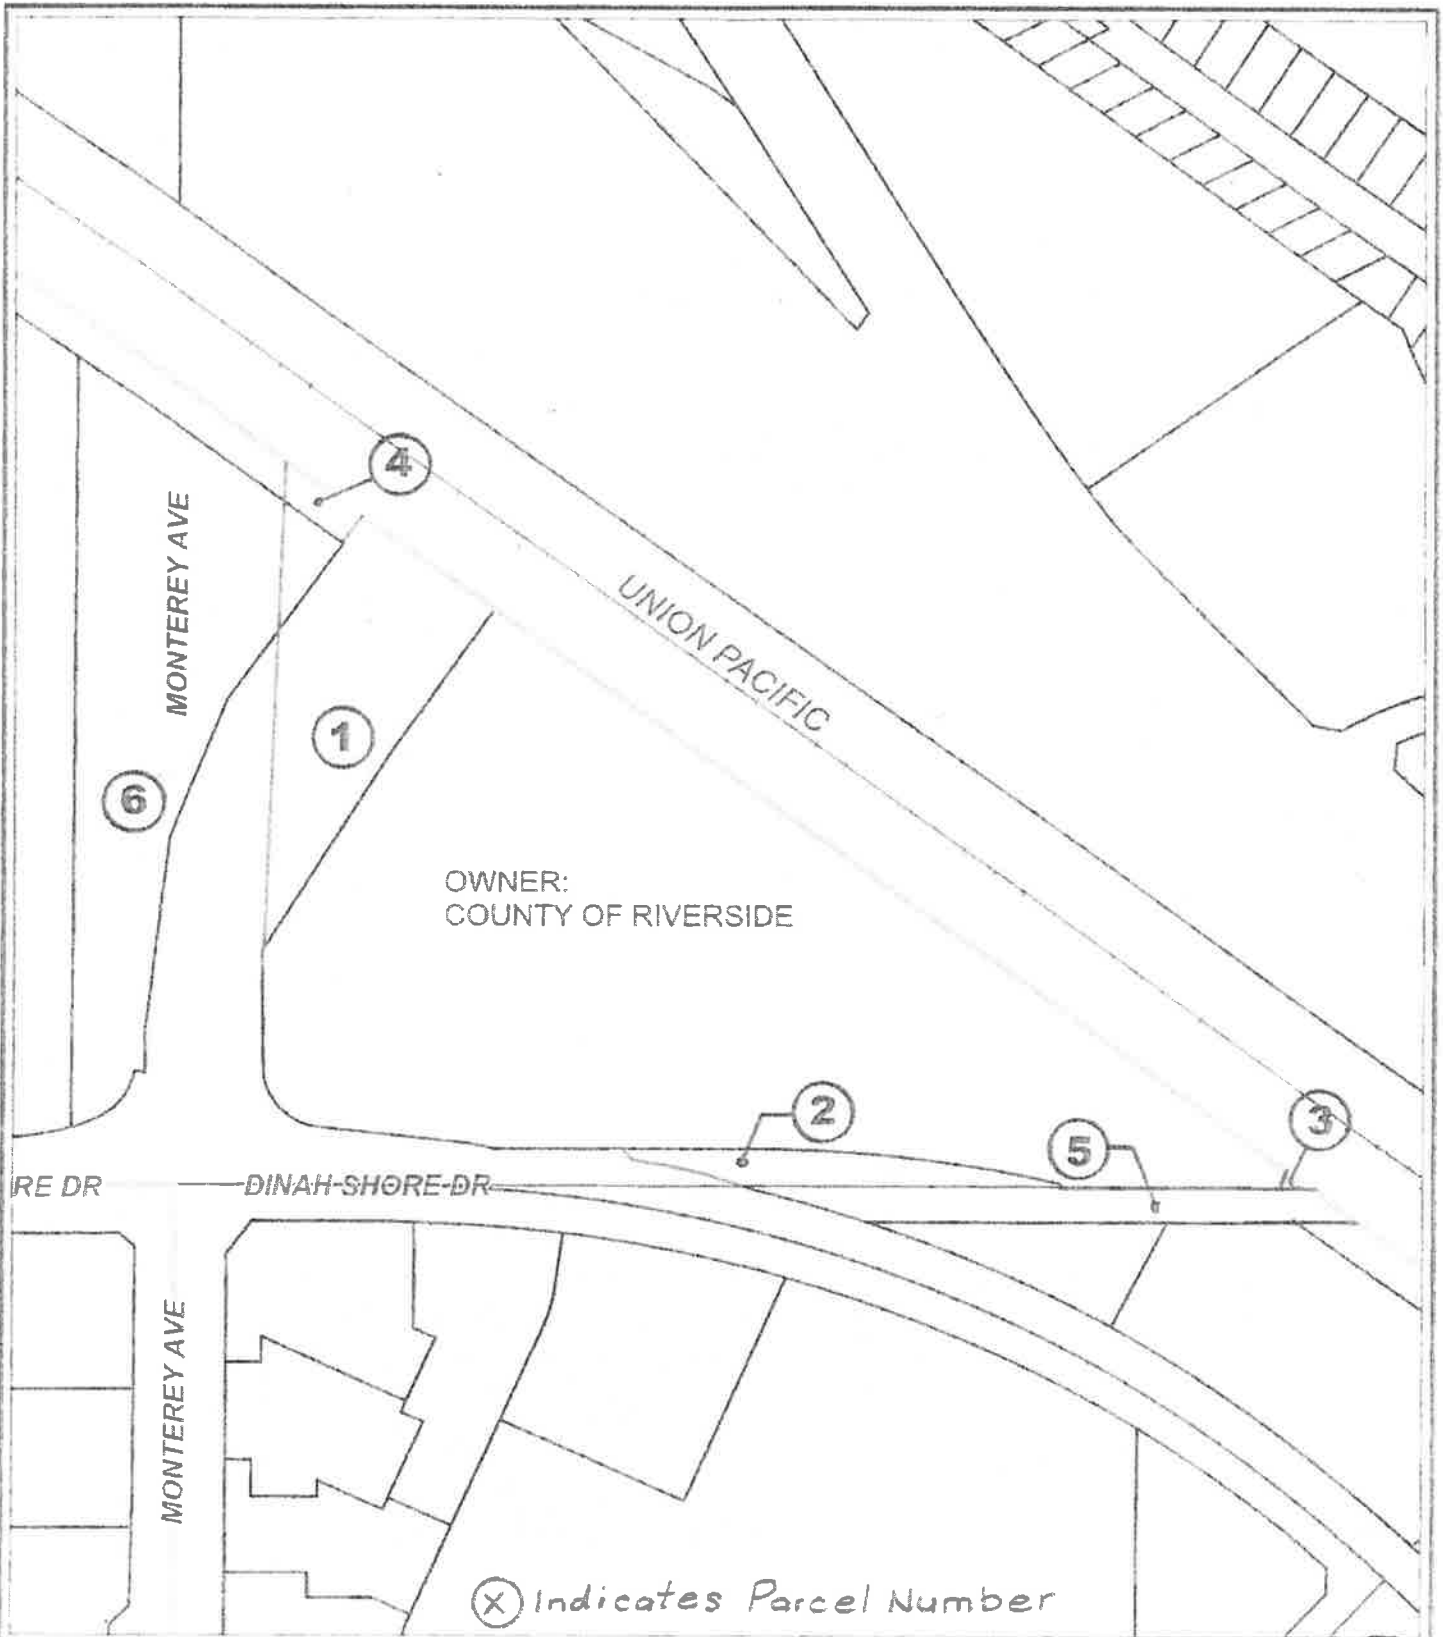 4
MONTEREY AVE
UNION PACIFIC
1
6
OWNER:
COUNTY OF RIVERSIDE
2
3
5
RE DR
DINAH SHORE DR
MONTEREY AVE
X Indicates Parcel Number